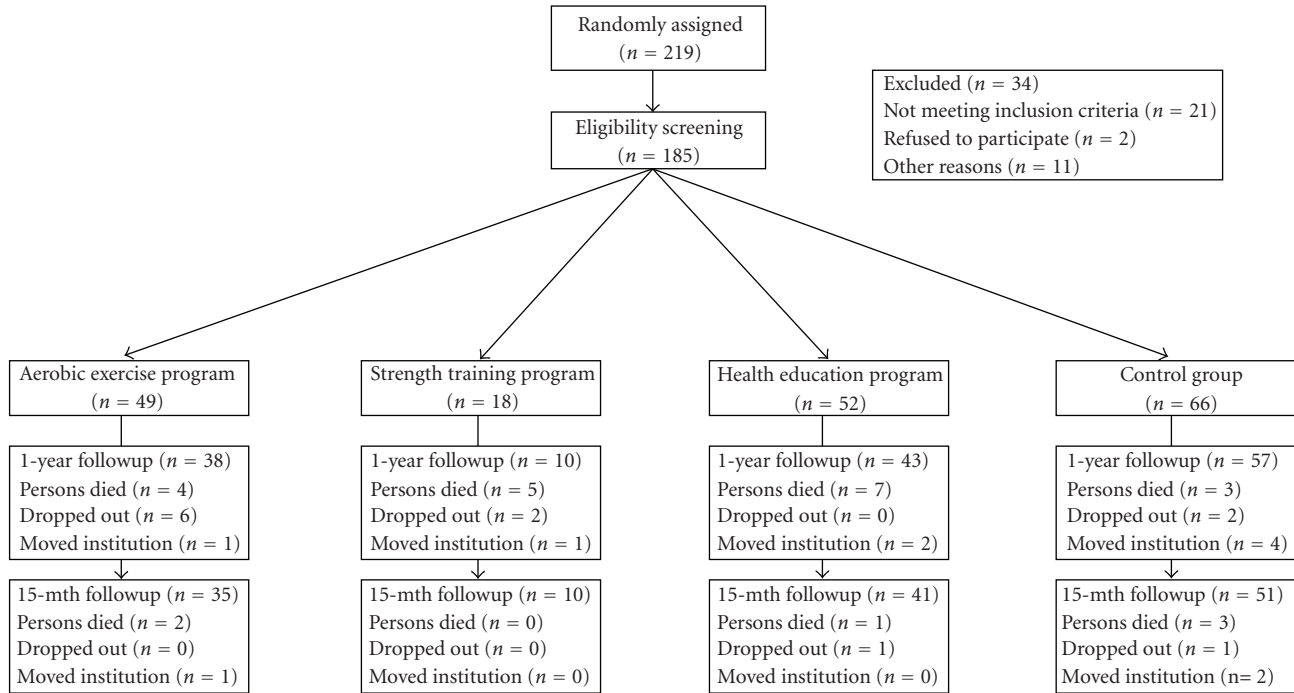 Randomly assigned
(n = 219)
Excluded (n = 34)
Not meeting inclusion criteria (n = 21)
Refused to participate (n = 2)
Other reasons (n = 11)
Eligibility screening
(n = 185)
Aerobic exercise program
(n = 49)
1-year followup (n = 38)
Persons died (n = 4)
Dropped out (n = 6)
Moved institution (n = 1)
15-mth followup (n = 35)
Persons died (n = 2)
Dropped out (n = 0)
Moved institution (n = 1)
Strength training program
(n = 18)
1-year followup (n = 10)
Persons died (n = 5)
Dropped out (n = 2)
Moved institution (n = 1)
15-mth followup (n = 10)
Persons died (n = 0)
Dropped out (n = 0)
Moved institution (n = 0)
Health education program
(n = 52)
1-year followup (n = 43)
Persons died (n = 7)
Dropped out (n = 0)
Moved institution (n = 2)
15-mth followup (n = 41)
Persons died (n = 1)
Dropped out (n = 1)
Moved institution (n = 0)
Control group
(n = 66)
1-year followup (n = 57)
Persons died (n = 3)
Dropped out (n = 2)
Moved institution (n = 4)
15-mth followup (n = 51)
Persons died (n = 3)
Dropped out (n = 1)
Moved institution (n= 2)